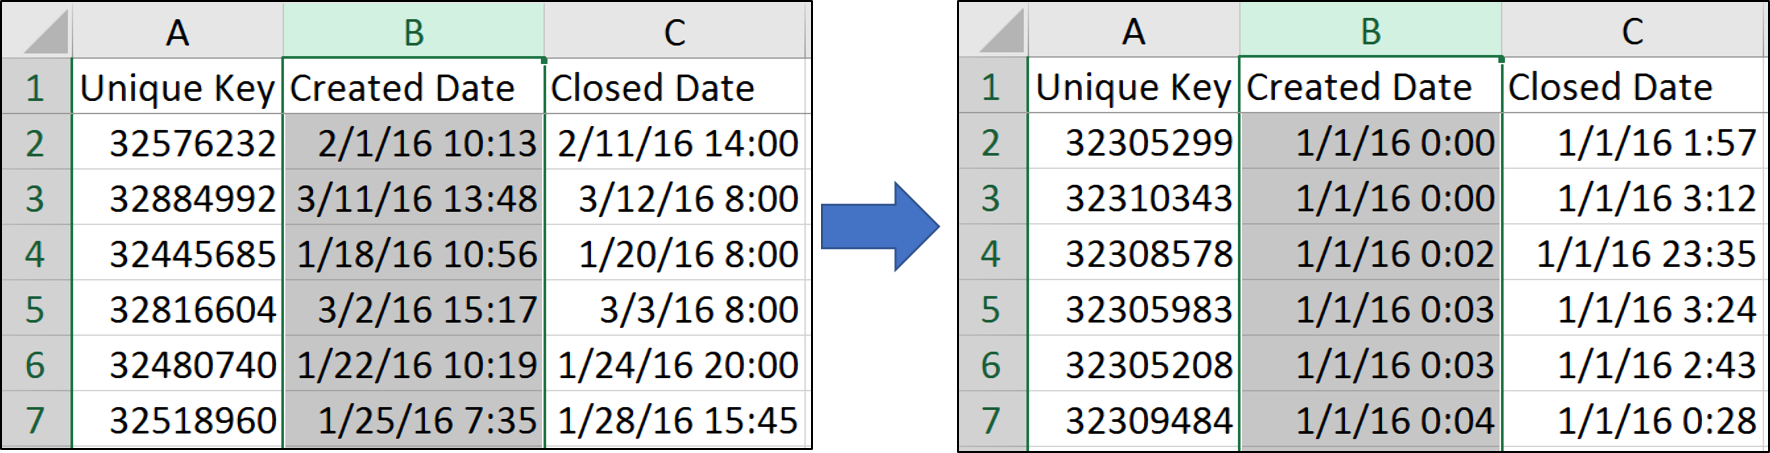 A B C
1 Unique Key Created Date Closed Date
2 32576232 2/1/16 10:13 2/11/16 14:00
3 32884992 3/11/16 13:48 3/12/16 8:00
4 32445685 1/18/16 10:56 1/20/16 8:00
5 32816604 3/2/16 15:17 3/3/16 8:00
6 32480740 1/22/16 10:19 1/24/16 20:00
7 32518960 1/25/16 7:35 1/28/16 15:45
A B C
1 Unique Key Created Date Closed Date
2 32305299 1/1/16 0:00 1/1/16 1:57
3 32310343 1/1/16 0:00 1/1/16 3:12
4 32308578 1/1/16 0:02 1/1/16 23:35
5 32305983 1/1/16 0:03 1/1/16 3:24
6 32305208 1/1/16 0:03 1/1/16 2:43
7 32309484 1/1/16 0:04 1/1/16 0:28